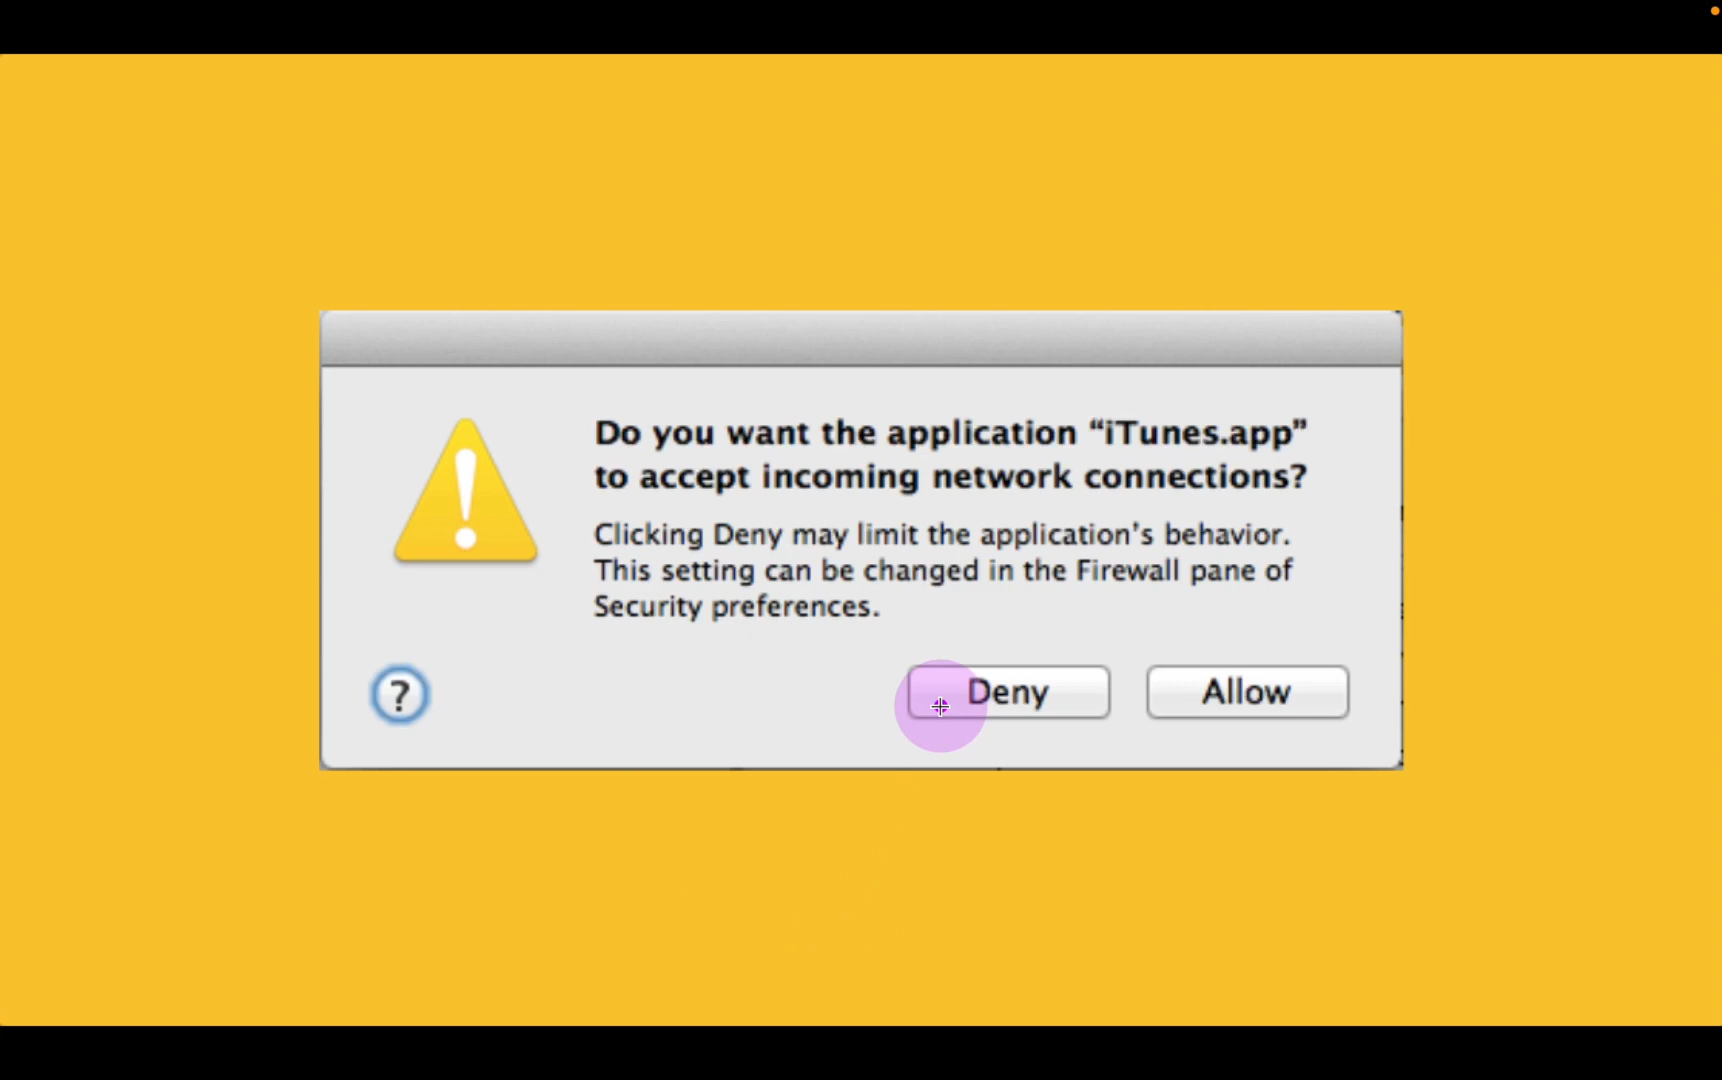 Do you want the application “iTunes.app”
to accept incoming network connections?
Clicking Deny may limit the application's behavior.
This setting can be changed in the Firewall pane of
Security preferences.
?
Deny
Allow